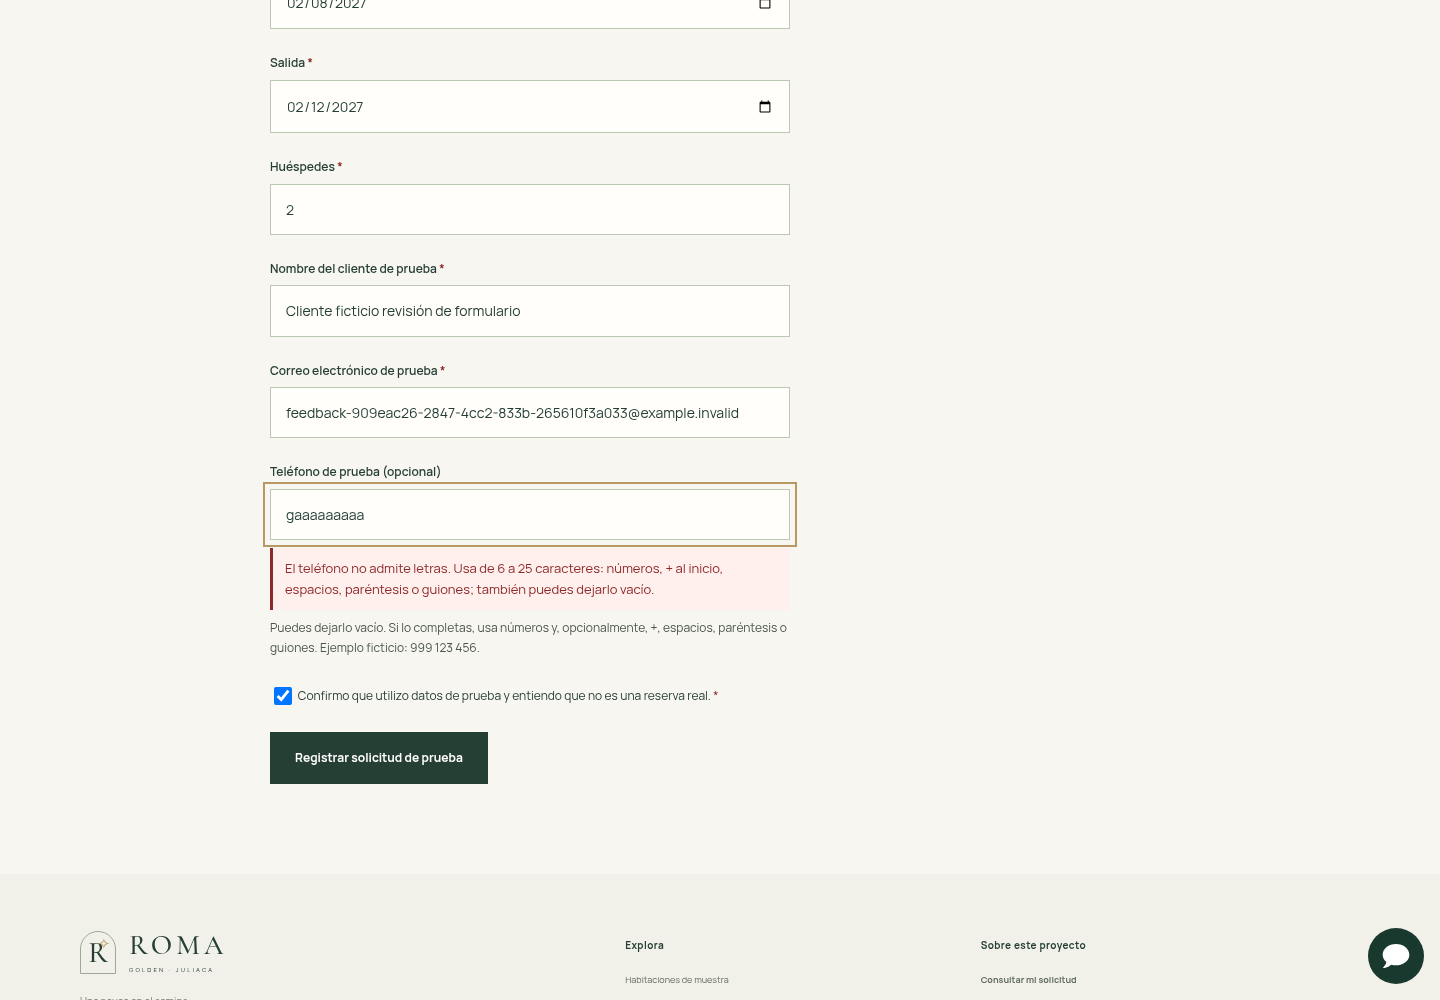 02/08/2027
Salida *
02/12/2027
Huéspedes *
2
Nombre del cliente de prueba *
Cliente ficticio revisión de formulario
Correo electrónico de prueba *
feedback-909eac26-2847-4cc2-833b-265610f3a033@example.invalid
Teléfono de prueba (opcional)
gaaaaaaaaa
El teléfono no admite letras. Usa de 6 a 25 caracteres: números, + al inicio,
espacios, paréntesis o guiones; también puedes dejarlo vacío.
Puedes dejarlo vacío. Si lo completas, usa números y, opcionalmente, +, espacios, paréntesis o
guiones. Ejemplo ficticio: 999 123 456.
Confirmo que utilizo datos de prueba y entiendo que no es una reserva real. *
Registrar solicitud de prueba
R ROMA
GOLDEN · JULIACA
Explora
Sobre este proyecto
Habitaciones de muestra
Consultar mi solicitud